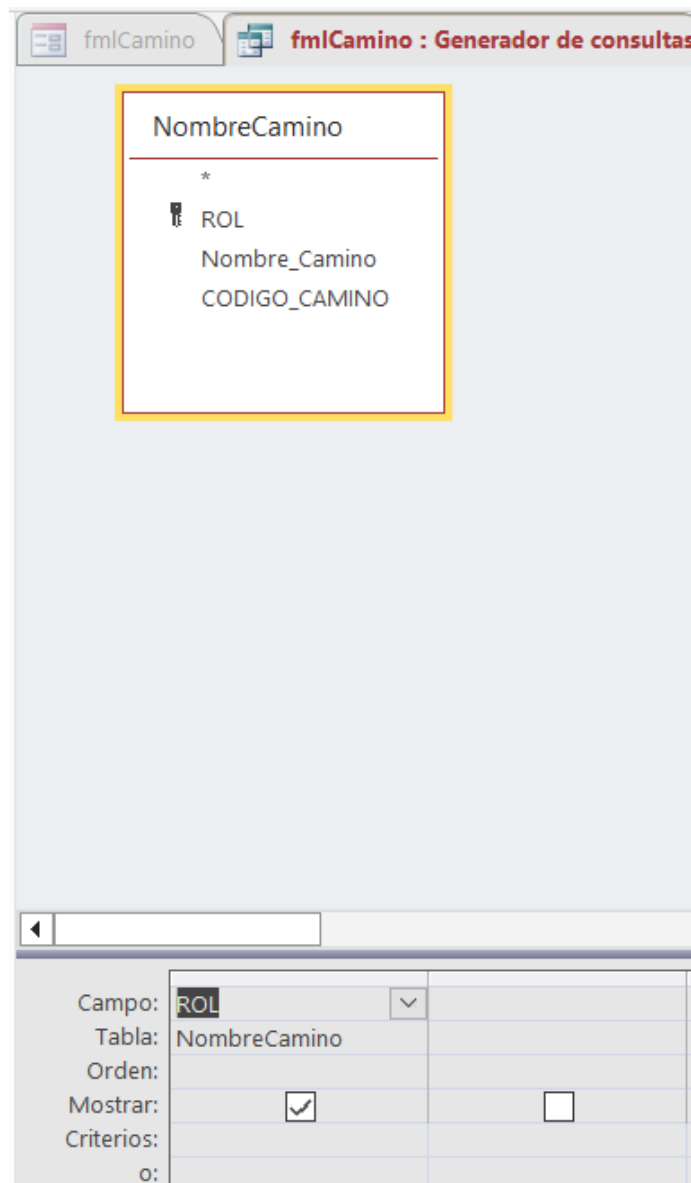 fmlCamino
fmlCamino : Generador de consultas
NombreCamino
*
ROL
Nombre_Camino
CODIGO_CAMINO
Campo: ROL
Tabla: NombreCamino
Orden:
Mostrar:
Criterios:
o: